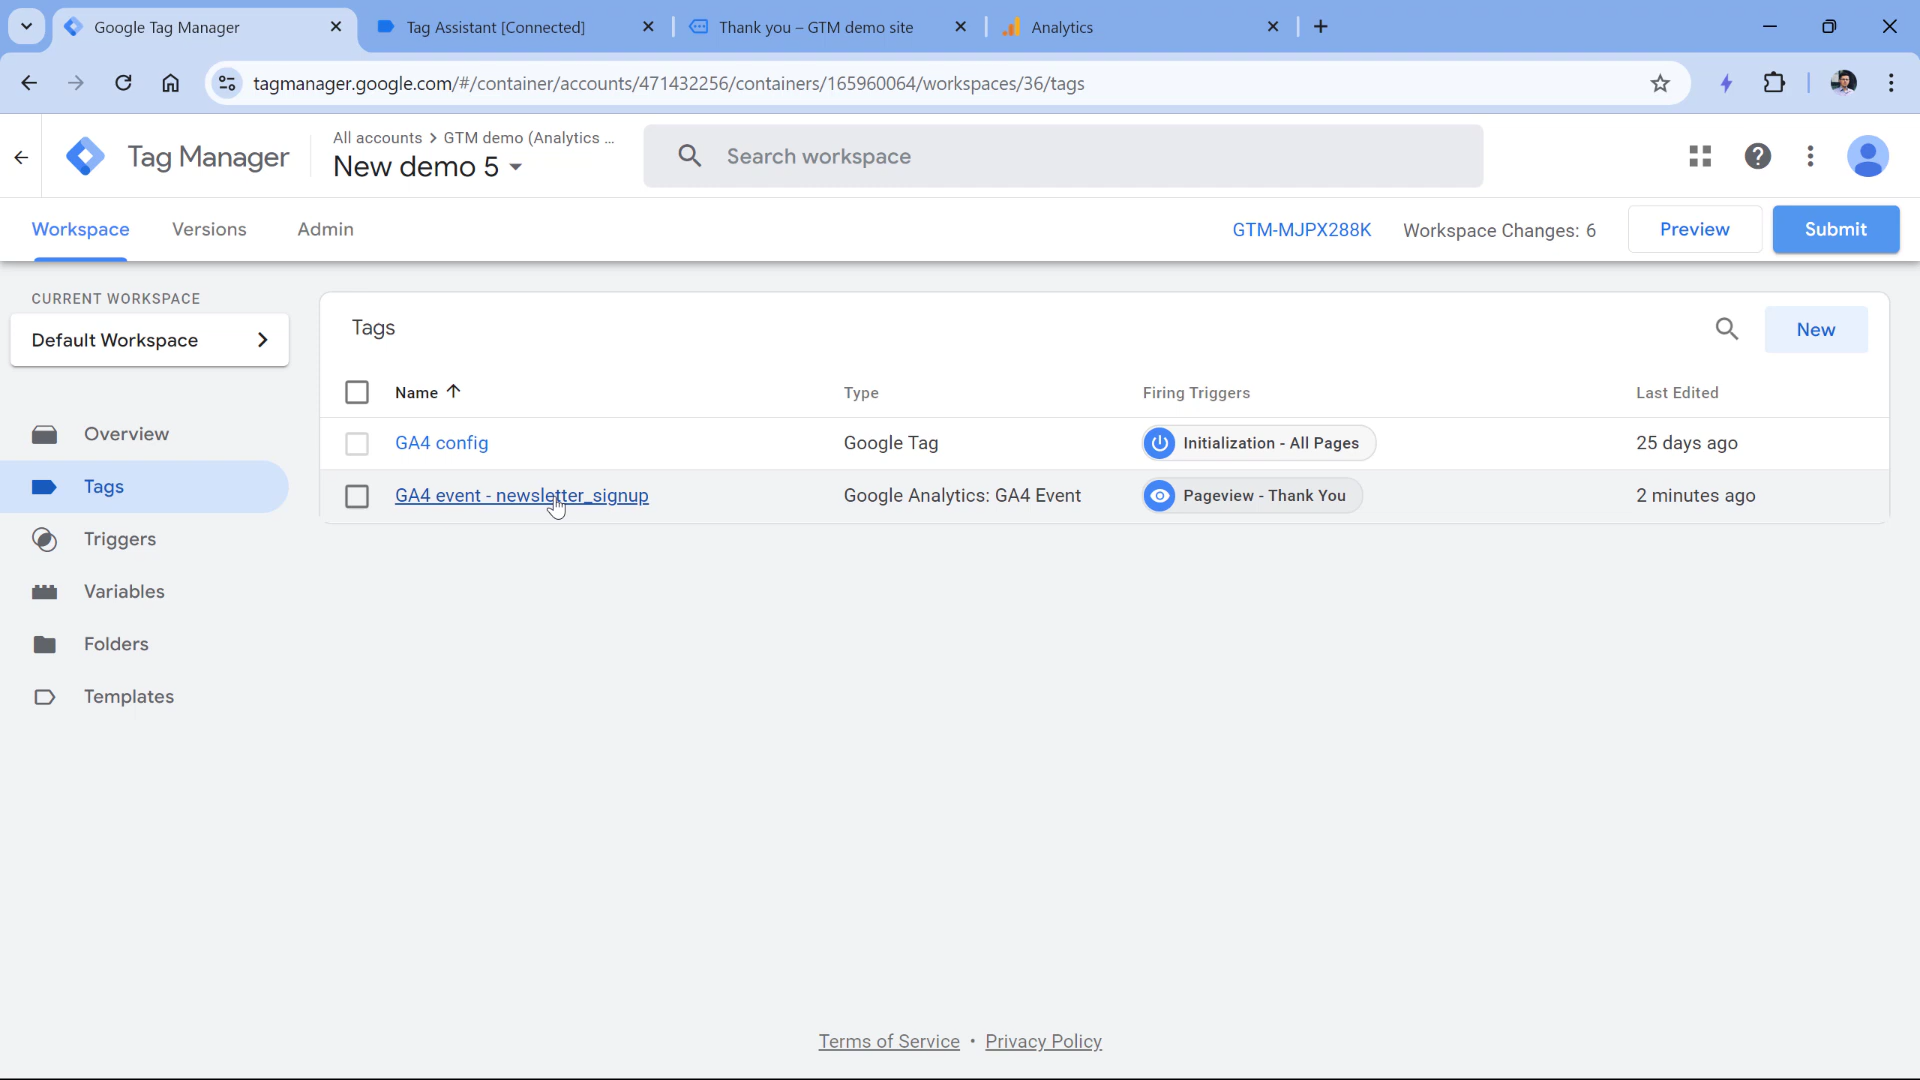 Google Tag Manager
Tag Assistant [Connected]
Thank you – GTM demo site
Analytics
tagmanager.google.com/#/container/accounts/471432256/containers/165960064/workspaces/36/tags
Tag Manager
All accounts > GTM demo (Analytics ...
New demo 5
Search workspace
Workspace
Versions
Admin
GTM-MJPX288K
Workspace Changes: 6
Preview
Submit
CURRENT WORKSPACE
Default Workspace
Overview
Tags
Triggers
Variables
Folders
Templates
Tags
New
Name
Type
Firing Triggers
Last Edited
GA4 config
Google Tag
Initialization - All Pages
25 days ago
GA4 event - newsletter_signup
Google Analytics: GA4 Event
Pageview - Thank You
2 minutes ago
Terms of Service • Privacy Policy